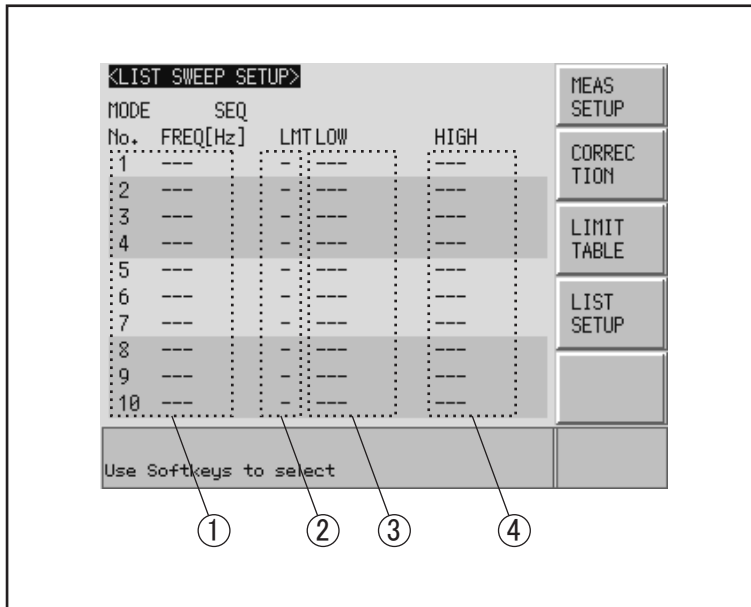 <LIST SWEEP SETUP>
MODE SEQ
No. FREQ[Hz] LMT LOW HIGH
1 --- - --- ---
2 --- - --- ---
3 --- - --- ---
4 --- - --- ---
5 --- - --- ---
6 --- - --- ---
7 --- - --- ---
8 --- - --- ---
9 --- - --- ---
10 --- - --- ---
Use Softkeys to select
MEAS
SETUP
CORREC
TION
LIMIT
TABLE
LIST
SETUP
① ② ③ ④